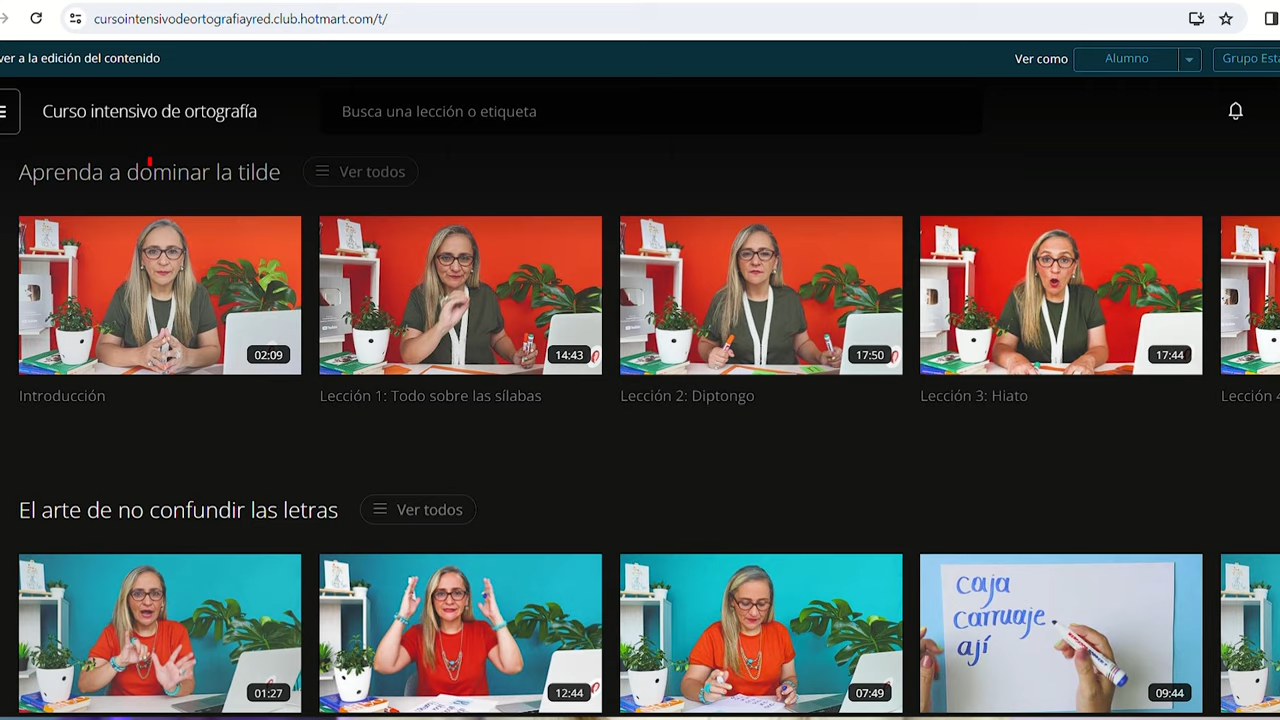 cursointensivodeortografiayred.club.hotmart.com/t/
ver a la edición del contenido
Ver como
Alumno
Grupo Est
Curso intensivo de ortografía
Busca una lección o etiqueta
Aprenda a dominar la tilde
Ver todos
02:09
14:43
17:50
17:44
Introducción
Lección 1: Todo sobre las sílabas
Lección 2: Diptongo
Lección 3: Hiato
Lección 4
El arte de no confundir las letras
Ver todos
caja
carruaje
ají
01:27
12:44
07:49
09:44